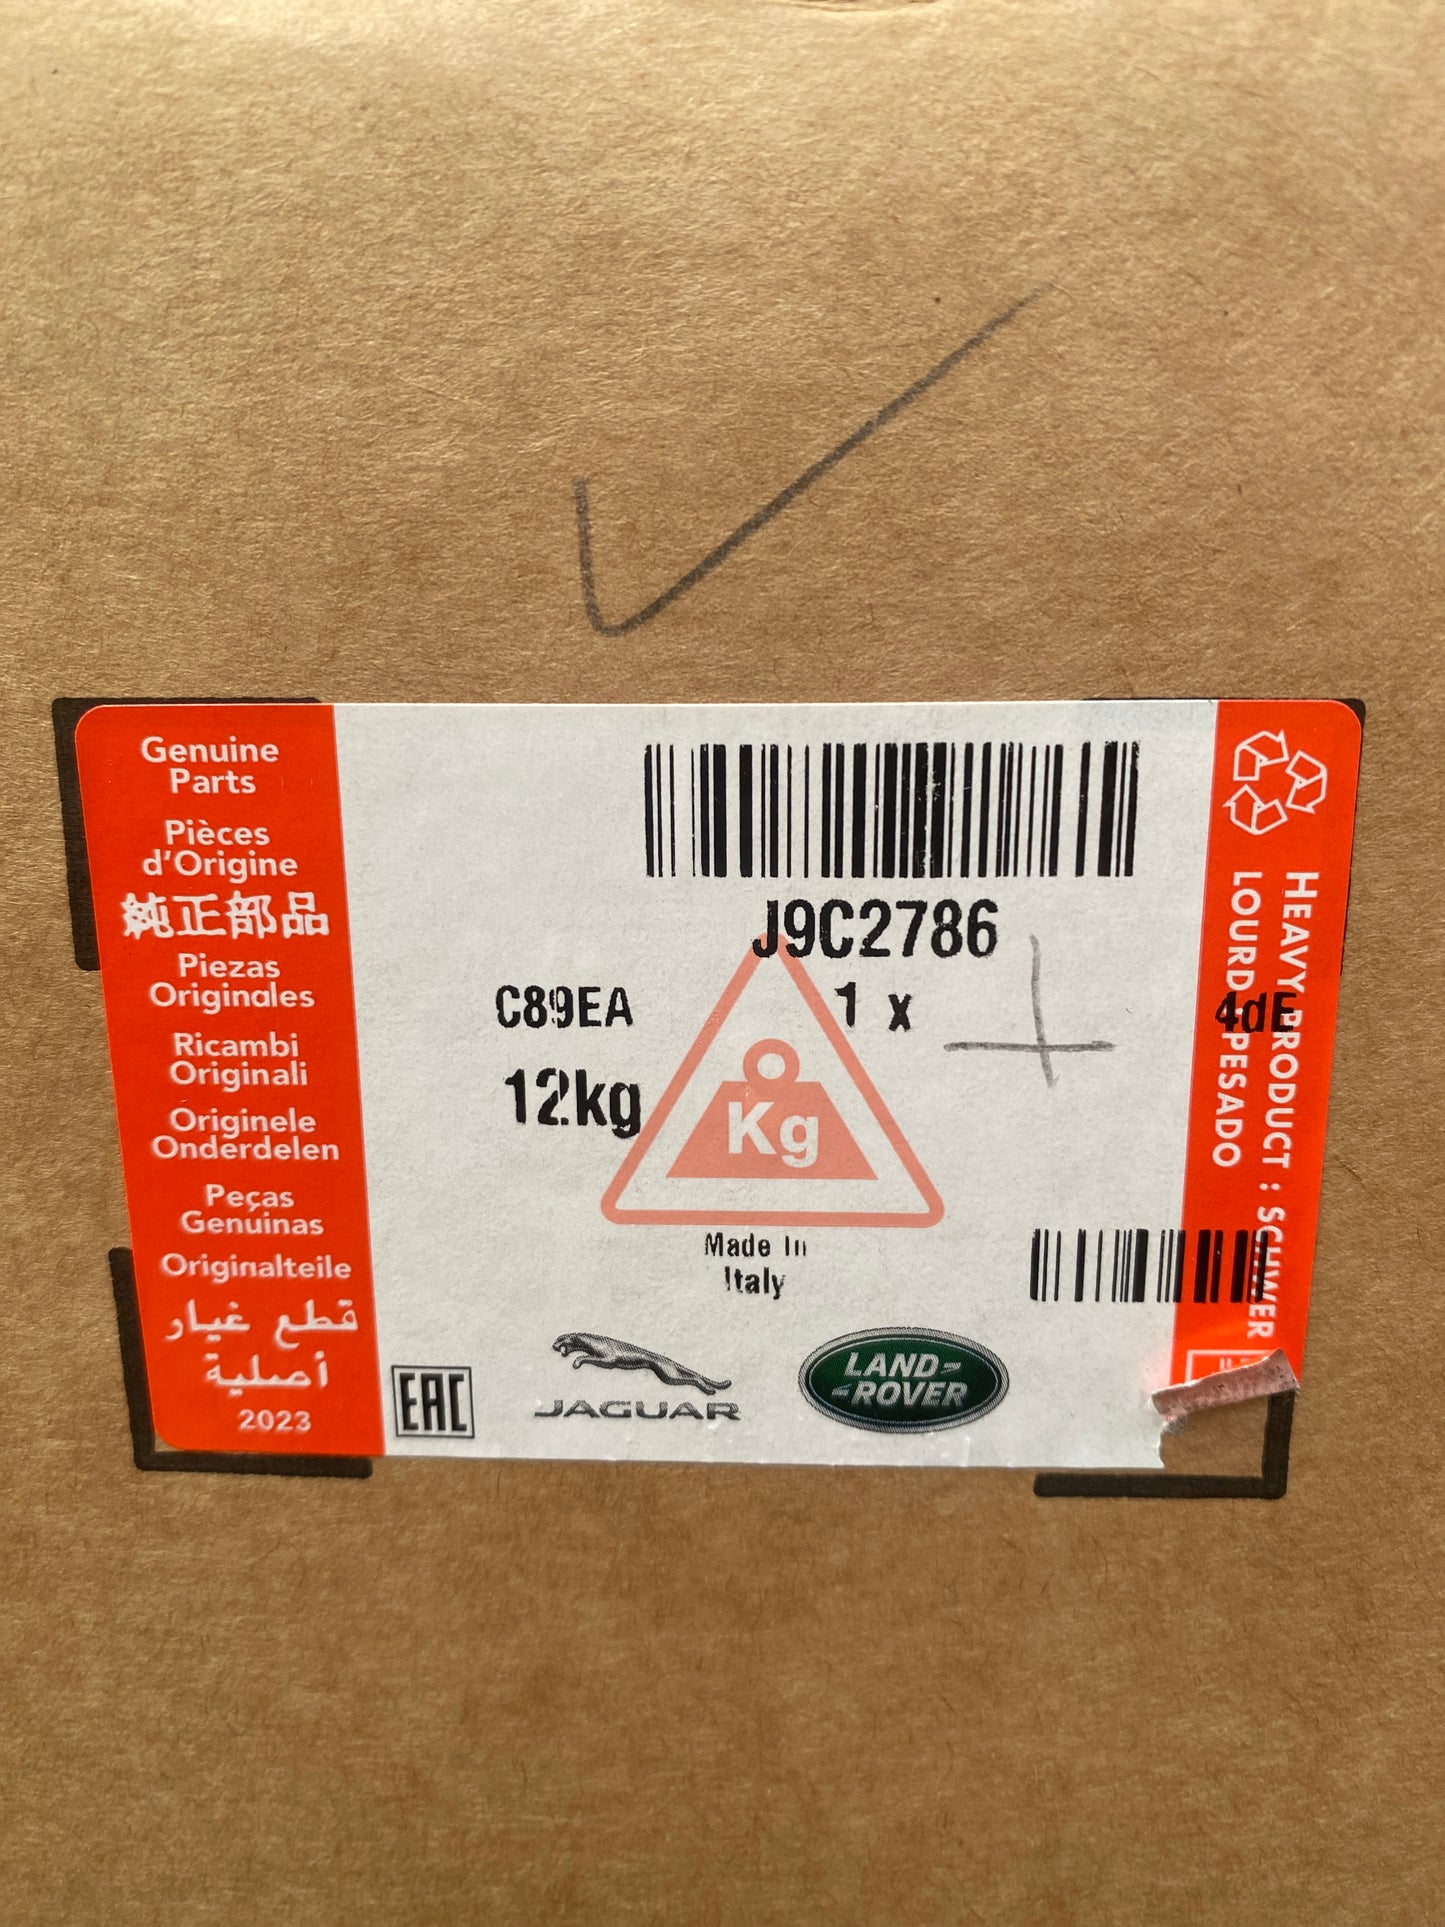 Genuine
Parts
Pièces
d'Origine
純正部品
Piezas
Originales
Ricambi
Originali
Originele
Onderdelen
Peças
Genuinas
Originalteile
قطع غيار
أصلية
2023
J9C2786
C89EA
1 x
4dE
12kg
Kg
Made In
Italy
EAC
JAGUAR
LAND-
-ROVER
HEAVY PRODUCT : SCHWER
LOURD : PESADO